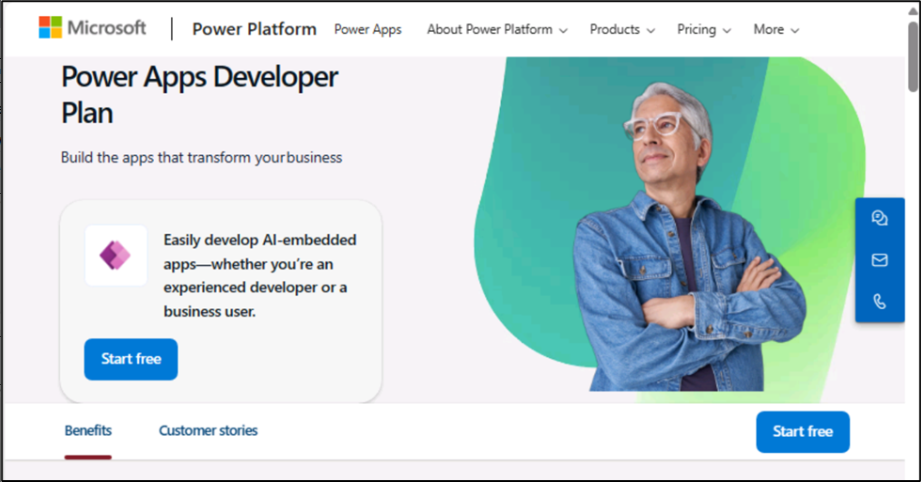 Microsoft
Power Platform
Power Apps
About Power Platform
Products
Pricing
More
Power Apps Developer
Plan
Build the apps that transform your business
Easily develop AI-embedded
apps—whether you're an
experienced developer or a
business user.
Start free
Benefits
Customer stories
Start free